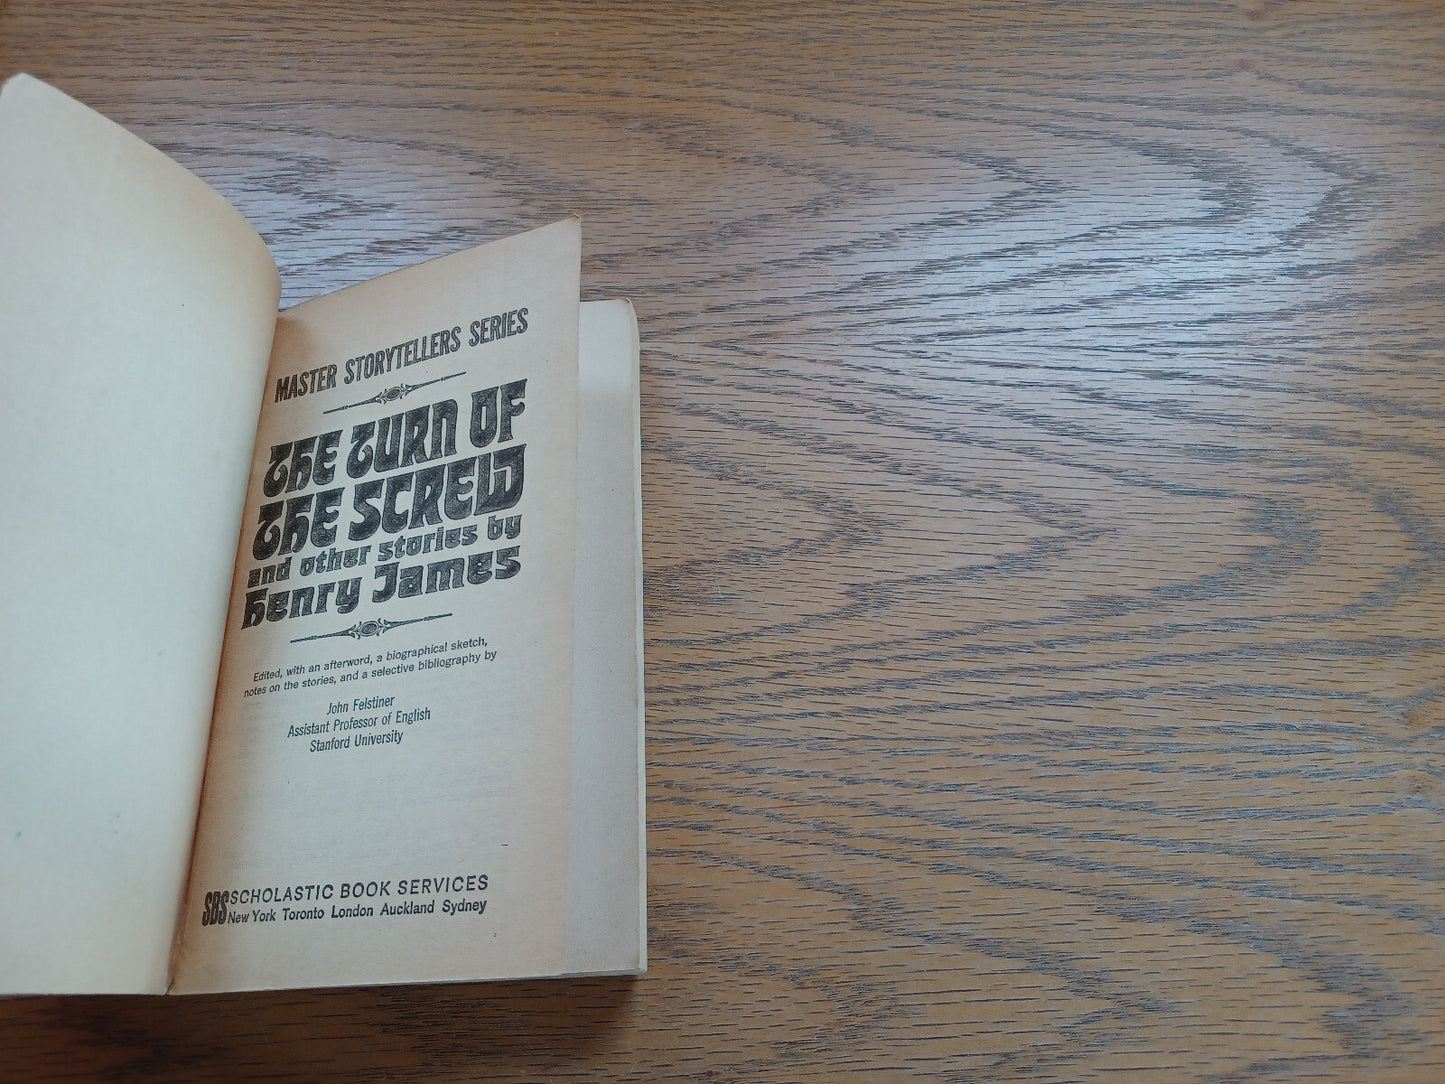 MASTER STORYTELLERS SERIES
THE TURN OF
THE SCREW
and other stories by
Henry James
Edited, with an afterword, a biographical sketch,
notes on the stories, and a selective bibliography by
John Felstiner
Assistant Professor of English
Stanford University
SBS SCHOLASTIC BOOK SERVICES
New York Toronto London Auckland Sydney